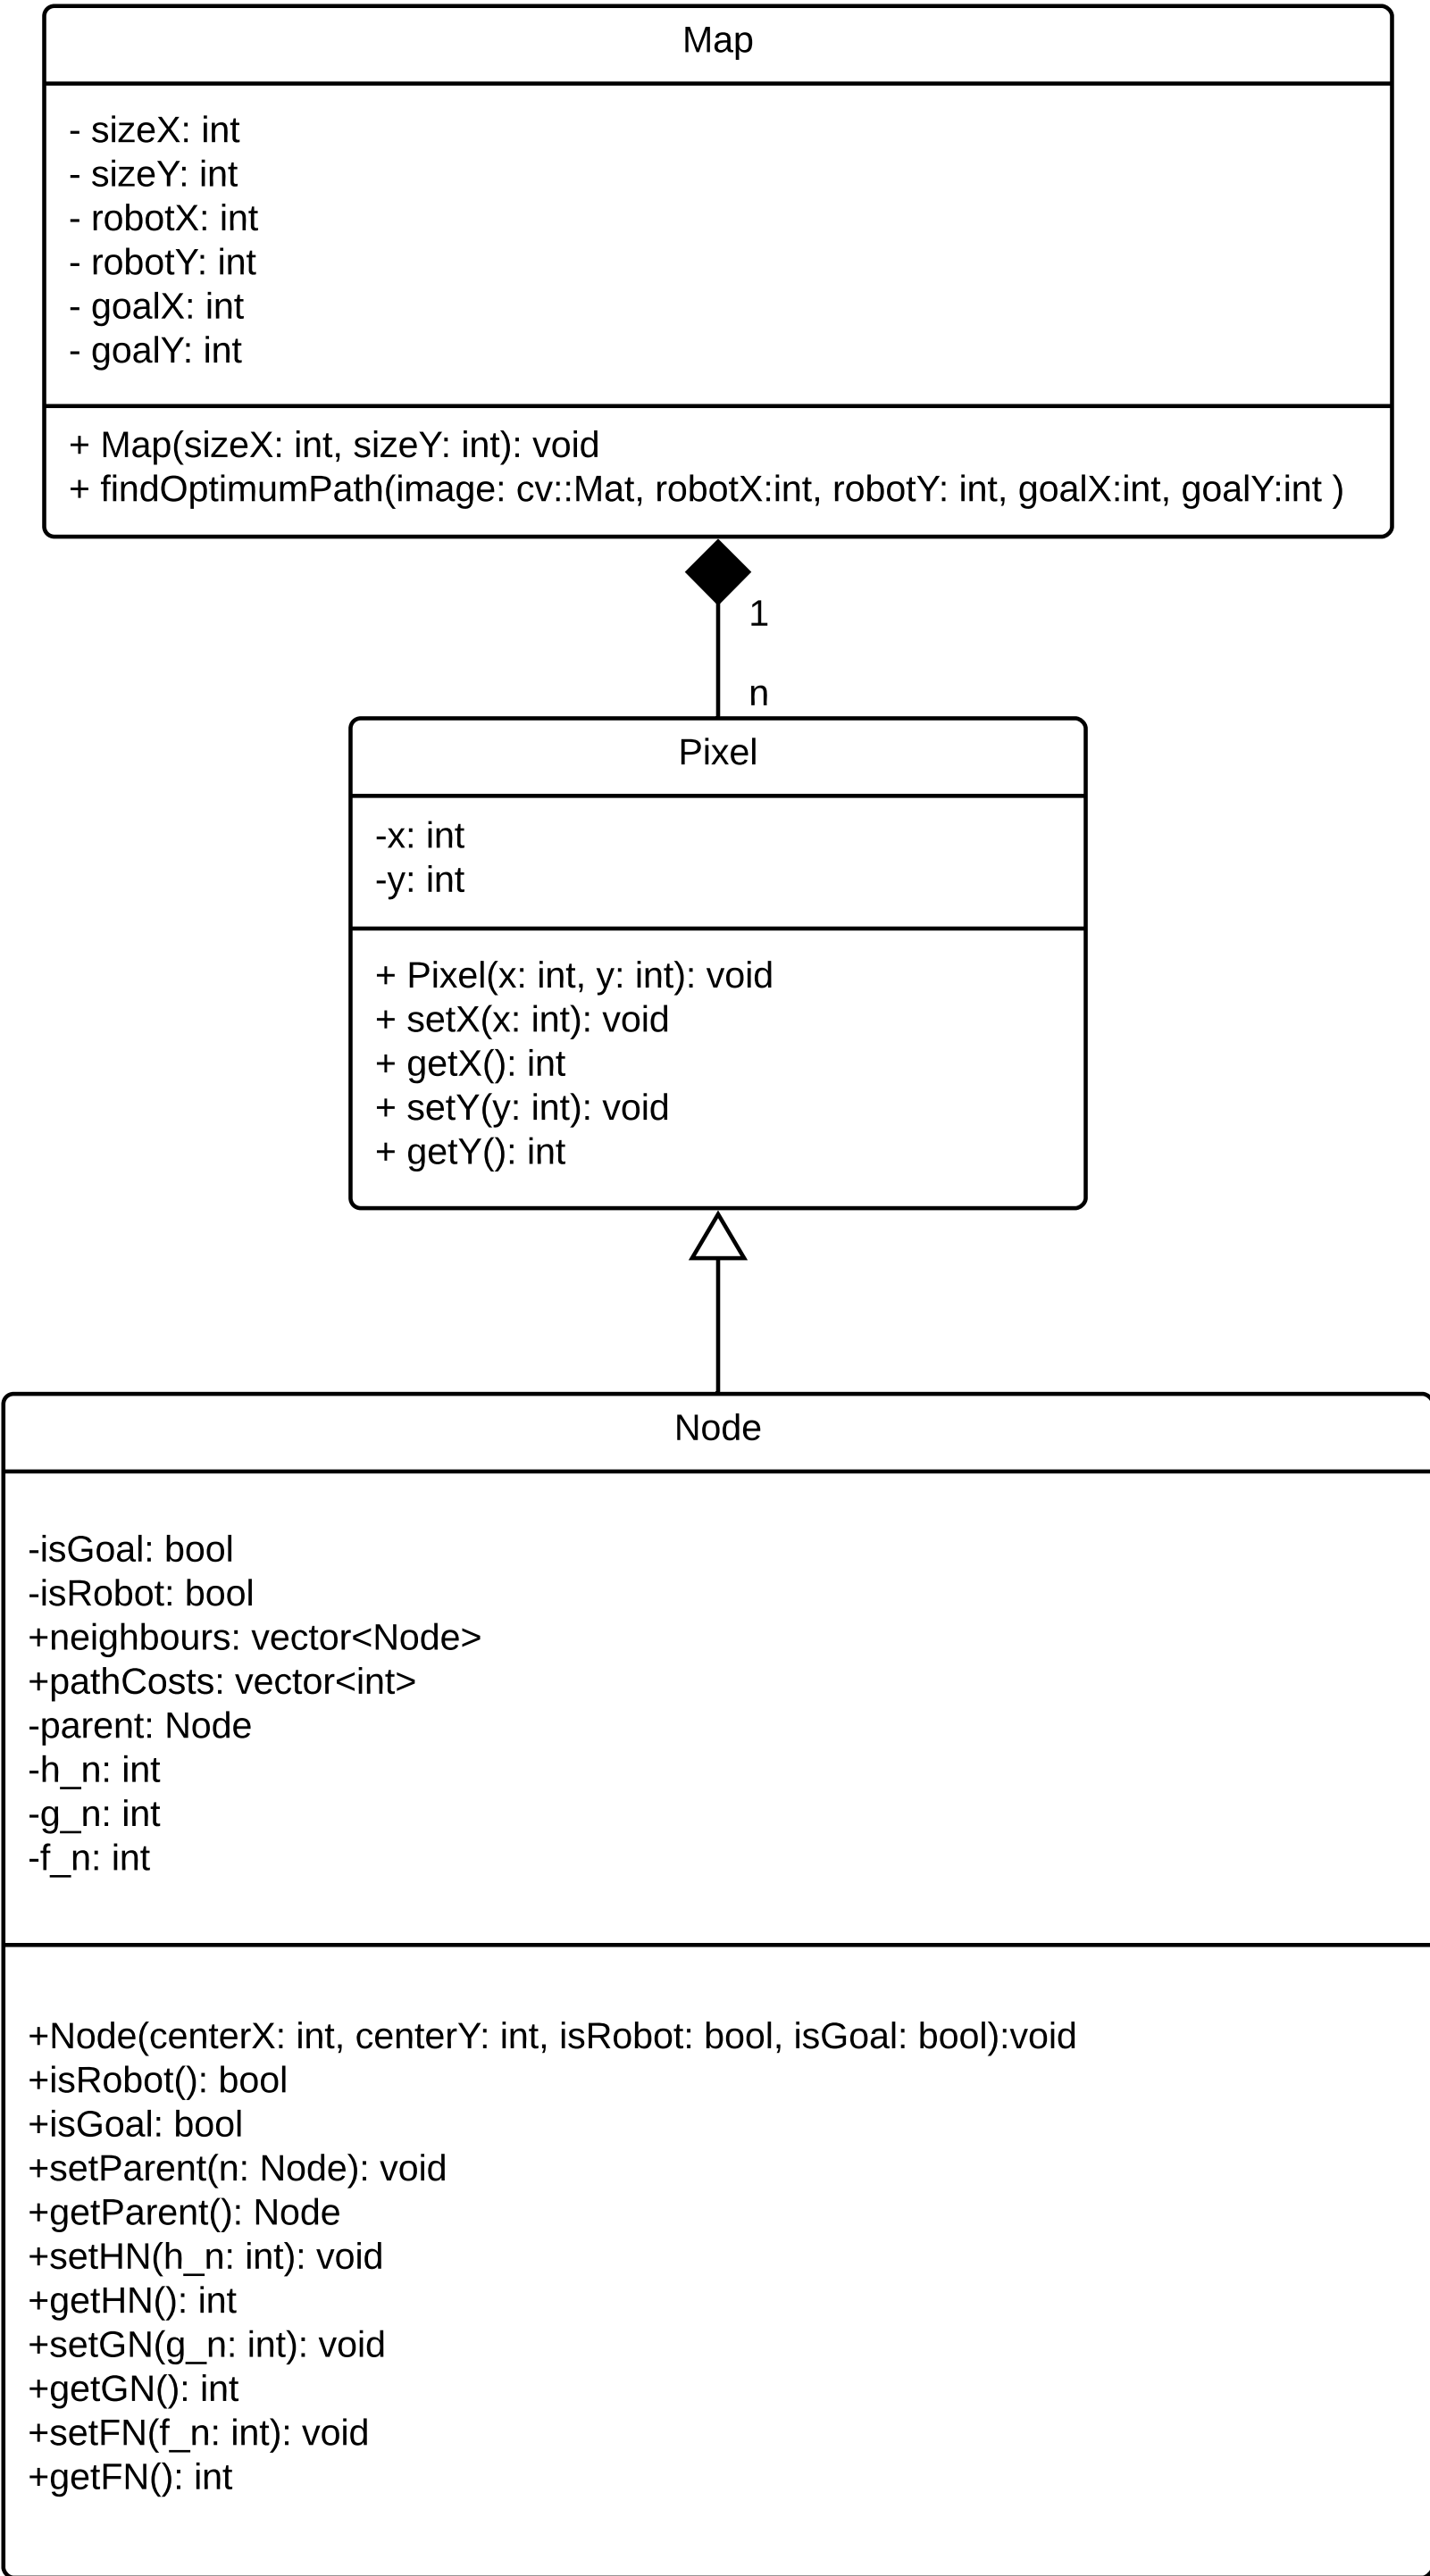 Map
- sizeX: int
- sizeY: int
- robotX: int
- robotY: int
- goalX: int
- goalY: int
+ Map(sizeX: int, sizeY: int): void
+ findOptimumPath(image: cv::Mat, robotX:int, robotY: int, goalX:int, goalY:int )
1
n
Pixel
-x: int
-y: int
+ Pixel(x: int, y: int): void
+ setX(x: int): void
+ getX(): int
+ setY(y: int): void
+ getY(): int
Node
-isGoal: bool
-isRobot: bool
+neighbours: vector<Node>
+pathCosts: vector<int>
-parent: Node
-h_n: int
-g_n: int
-f_n: int
+Node(centerX: int, centerY: int, isRobot: bool, isGoal: bool):void
+isRobot(): bool
+isGoal: bool
+setParent(n: Node): void
+getParent(): Node
+setHN(h_n: int): void
+getHN(): int
+setGN(g_n: int): void
+getGN(): int
+setFN(f_n: int): void
+getFN(): int